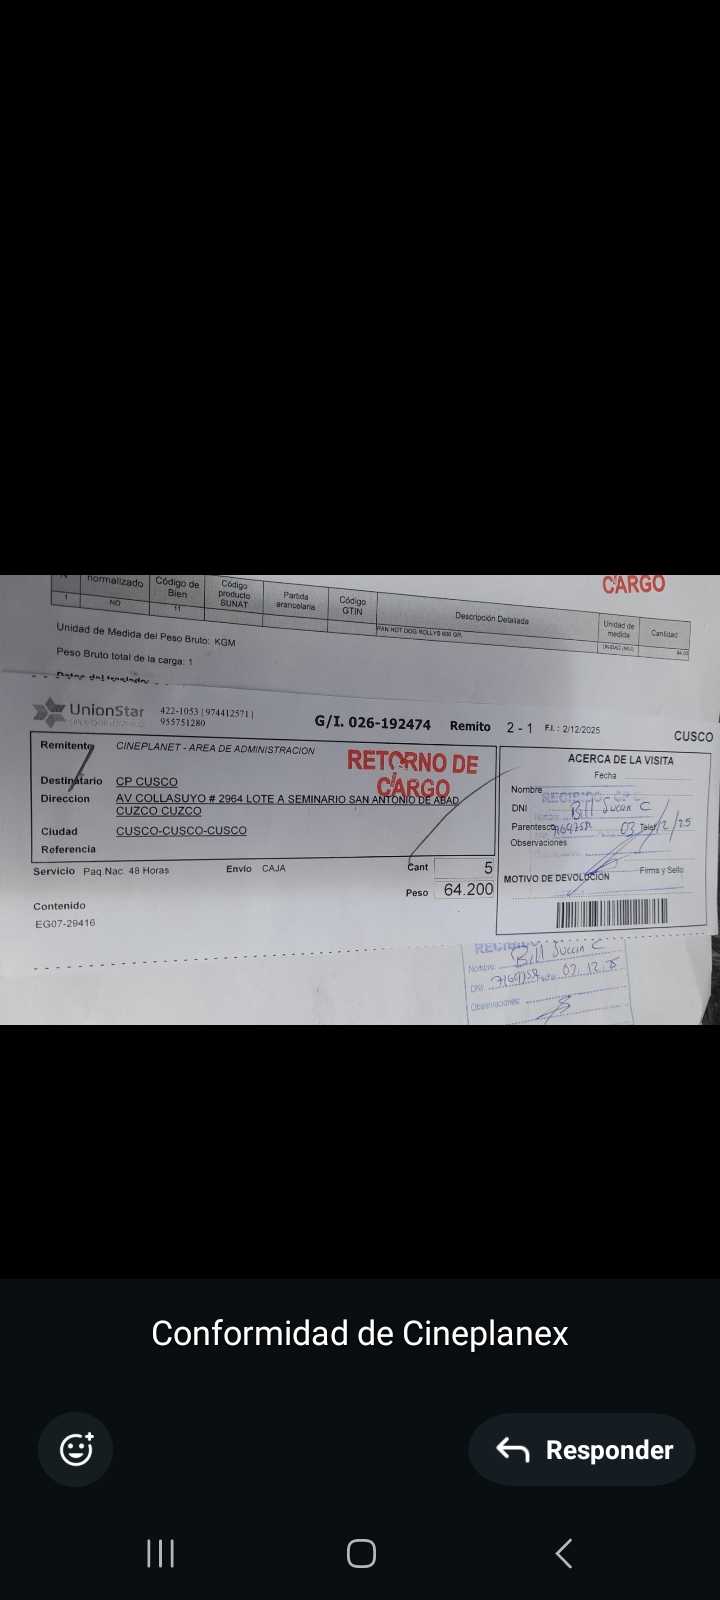 CARGO
N° normalizado Código de Bien Código producto SUNAT Partida arancelaria Código GTIN Descripción Detallada Unidad de medida Cantidad
1 NO 11 PAN HOT DOG ROLLYS 600 GR.
Unidad de Medida del Peso Bruto: KGM
Peso Bruto total de la carga: 1
UnionStar
422-1053 | 974412571 |
955751280
G/I. 026-192474 Remito 2 - 1 F.I. : 2/12/2025
CUSCO
Remitente CINEPLANET - AREA DE ADMINISTRACION
RETORNO DE
CARGO
Destinatario CP CUSCO
Direccion AV COLLASUYO # 2964 LOTE A SEMINARIO SAN ANTONIO DE ABAD
CUZCO CUZCO
Ciudad CUSCO-CUSCO-CUSCO
Referencia
Servicio Paq Nac. 48 Horas Envio CAJA
Cant 5
Peso 64.200
Contenido
EG07-29416
ACERCA DE LA VISITA
Fecha
Nombre
RECIBIDO
Bill
DNI
Parentesco
Telef
Observaciones
MOTIVO DE DEVOLUCIÓN
Firma y Sello
Nombre Bill
DNI
Observaciones
Conformidad de Cineplanex
Responder